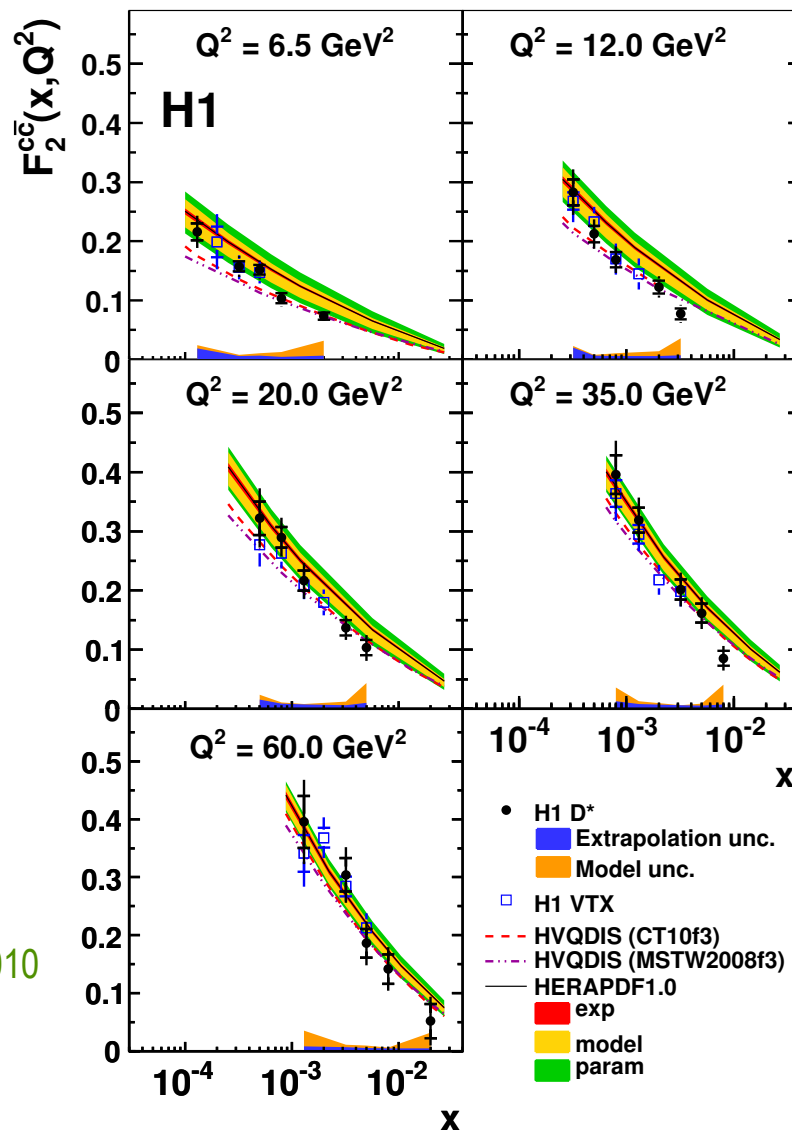 F₂^cc̄(x,Q²)
Q² = 6.5 GeV²
Q² = 12.0 GeV²
H1
0.5
0.4
0.3
0.2
0.1
0
Q² = 20.0 GeV²
Q² = 35.0 GeV²
0.5
0.4
0.3
0.2
0.1
0
10⁻⁴ 10⁻³ 10⁻²
x
Q² = 60.0 GeV²
0.5
0.4
0.3
0.2
0.1
0
10⁻⁴ 10⁻³ 10⁻²
x
H1 D*
Extrapolation unc.
Model unc.
H1 VTX
HVQDIS (CT10f3)
HVQDIS (MSTW2008f3)
HERAPDF1.0
exp
model
param